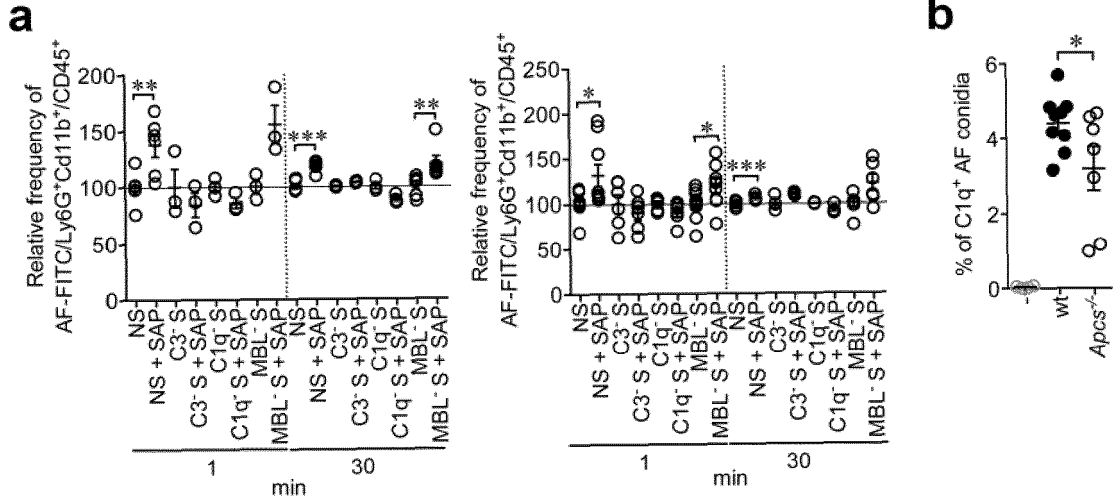 a
Relative frequency of
AF-FITC/Ly6G⁺Cd11b⁺/CD45⁺
200
150
100
50
0
**
***
**
NS
NS + SAP
C3⁻ S
C3⁻ S + SAP
C1q⁻ S
C1q⁻ S + SAP
MBL⁻ S
MBL⁻ S + SAP
NS
NS + SAP
C3⁻ S
C3⁻ S + SAP
C1q⁻ S
C1q⁻ S + SAP
MBL⁻ S
MBL⁻ S + SAP
1
30
min
Relative frequency of
AF-FITC/Ly6G⁺Cd11b⁺/CD45⁺
250
200
150
100
50
0
*
*
***
NS
NS + SAP
C3⁻ S
C3⁻ S + SAP
C1q⁻ S
C1q⁻ S + SAP
MBL⁻ S
MBL⁻ S + SAP
NS
NS + SAP
C3⁻ S
C3⁻ S + SAP
C1q⁻ S
C1q⁻ S + SAP
MBL⁻ S
MBL⁻ S + SAP
1
30
min
b
% of C1q⁺ AF conidia
6
4
2
0
*
-
wt
Apcs⁻/⁻